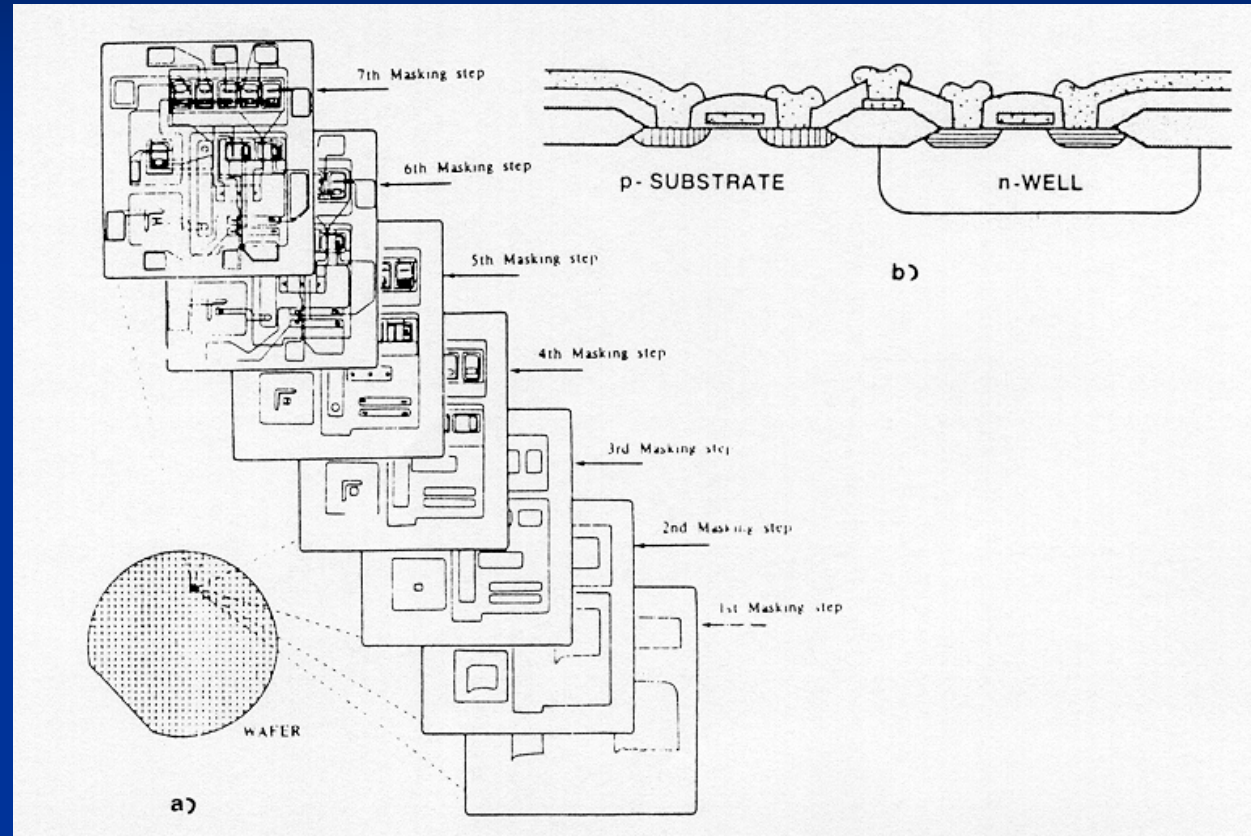 7th Masking step
6th Masking step
5th Masking step
4th Masking step
3rd Masking step
2nd Masking step
1st Masking step
WAFER
a)
p- SUBSTRATE
n-WELL
b)